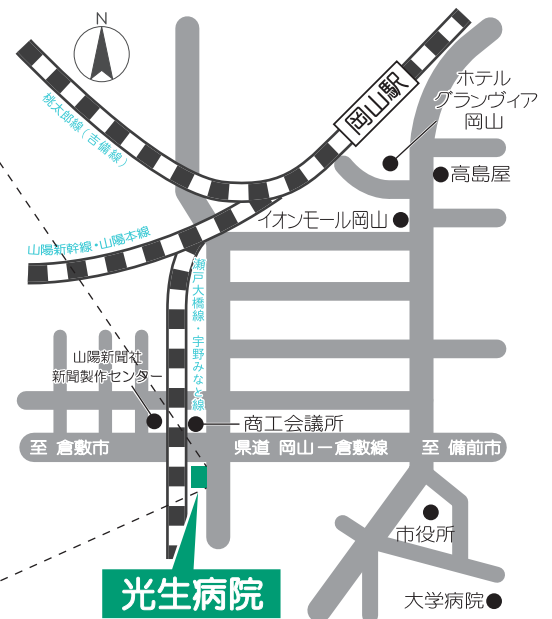 N
岡山駅
ホテル
グランヴィア
岡山
桃太郎線(吉備線)
高島屋
イオンモール岡山
山陽新幹線・山陽本線
瀬戸大橋線・宇野みなと線
山陽新聞社
新聞製作センター
商工会議所
至 倉敷市
県道 岡山ー倉敷線
至 備前市
市役所
光生病院
大学病院